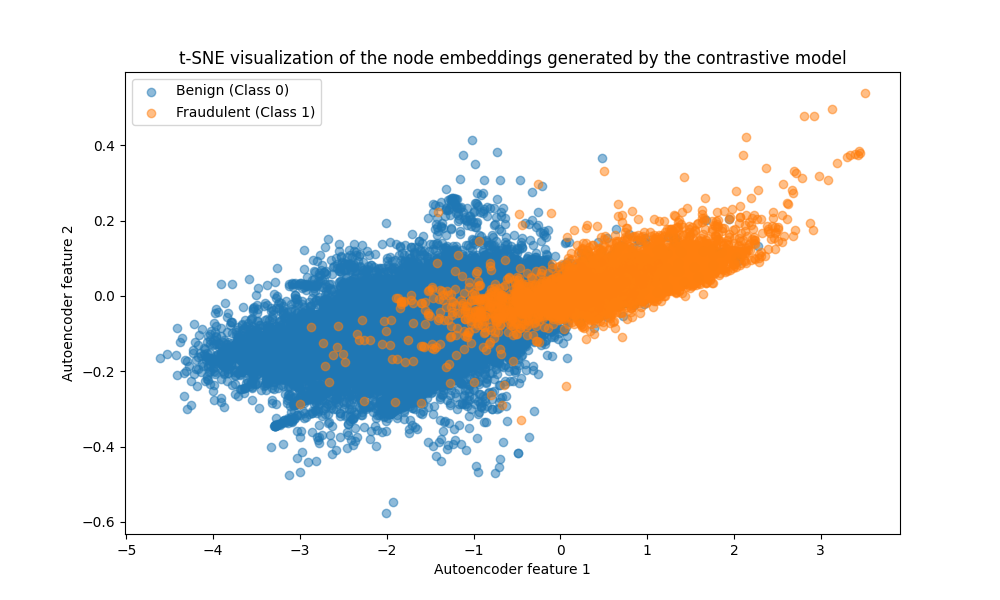 t-SNE visualization of the node embeddings generated by the contrastive model
Benign (Class 0)
Fraudulent (Class 1)
Autoencoder feature 2
0.4
0.2
0.0
−0.2
−0.4
−0.6
−5 −4 −3 −2 −1 0 1 2 3
Autoencoder feature 1